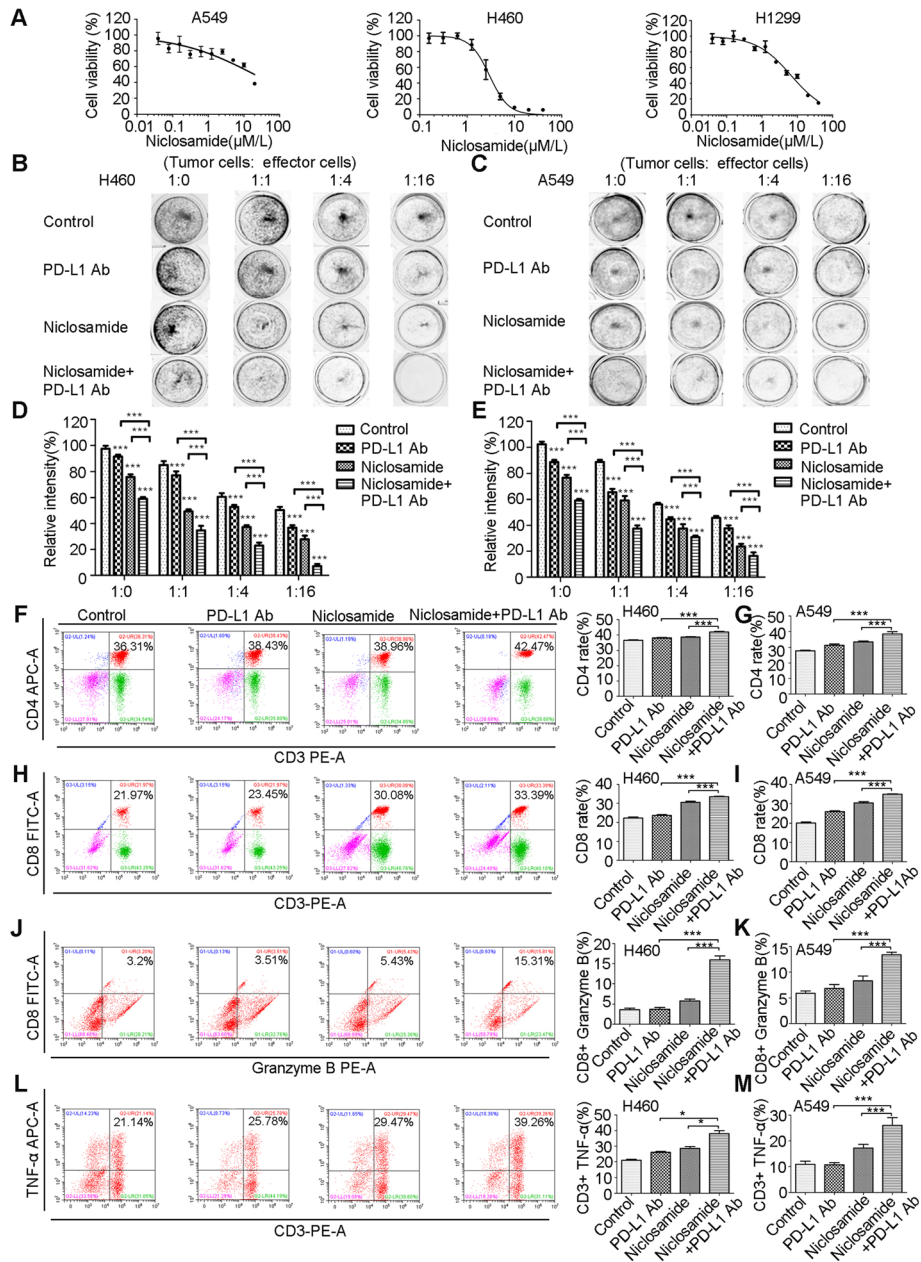 A
A549
H460
H1299
Cell viability (%)
120
100
80
60
40
20
0
0.01 0.1 1 10 100
Niclosamide(µM/L)
Cell viability (%)
120
100
80
60
40
20
0
0.1 1 10 100
Niclosamide(µM/L)
Cell viability (%)
120
100
80
60
40
20
0
0.01 0.1 1 10 100
Niclosamide(µM/L)
B
(Tumor cells: effector cells)
H460 1:0 1:1 1:4 1:16
Control
PD-L1 Ab
Niclosamide
Niclosamide+
PD-L1 Ab
C
(Tumor cells: effector cells)
A549 1:0 1:1 1:4 1:16
Control
PD-L1 Ab
Niclosamide
Niclosamide+
PD-L1 Ab
D
Relative intensity(%)
120
100
80
60
40
20
0
1:0 1:1 1:4 1:16
Control
PD-L1 Ab
Niclosamide
Niclosamide+
PD-L1 Ab
E
Relative intensity(%)
120
100
80
60
40
20
0
1:0 1:1 1:4 1:16
Control
PD-L1 Ab
Niclosamide
Niclosamide+
PD-L1 Ab
F
Control PD-L1 Ab Niclosamide Niclosamide+PD-L1 Ab
36.31% 38.43% 38.96% 42.47%
CD4 APC-A
CD3 PE-A
H460
CD4 rate(%)
50
40
30
20
10
0
***
***
Control
PD-L1 Ab
Niclosamide
Niclosamide
+PD-L1 Ab
G
A549
CD4 rate(%)
50
40
30
20
10
0
***
***
Control
PD-L1 Ab
Niclosamide
Niclosamide
+PD-L1 Ab
H
21.97% 23.45% 30.08% 33.39%
CD8 FITC-A
CD3-PE-A
H460
CD8 rate(%)
40
30
20
10
0
***
***
Control
PD-L1 Ab
Niclosamide
Niclosamide
+PD-L1 Ab
I
A549
CD8 rate(%)
40
30
20
10
0
***
***
Control
PD-L1 Ab
Niclosamide
Niclosamide
+PD-L1 Ab
J
3.2% 3.51% 5.43% 15.31%
CD8 FITC-A
Granzyme B PE-A
H460
CD8+ Granzyme B(%)
20
15
10
5
0
***
***
Control
PD-L1 Ab
Niclosamide
Niclosamide
+PD-L1 Ab
K
A549
CD8+ Granzyme B(%)
15
10
5
0
***
***
Control
PD-L1 Ab
Niclosamide
Niclosamide
+PD-L1 Ab
L
21.14% 25.78% 29.47% 39.26%
TNF-α APC-A
CD3-PE-A
H460
CD3+ TNF-α(%)
50
40
30
20
10
0
*
*
Control
PD-L1 Ab
Niclosamide
Niclosamide
+PD-L1 Ab
M
A549
CD3+ TNF-α(%)
40
30
20
10
0
***
***
Control
PD-L1 Ab
Niclosamide
Niclosamide
+PD-L1 Ab